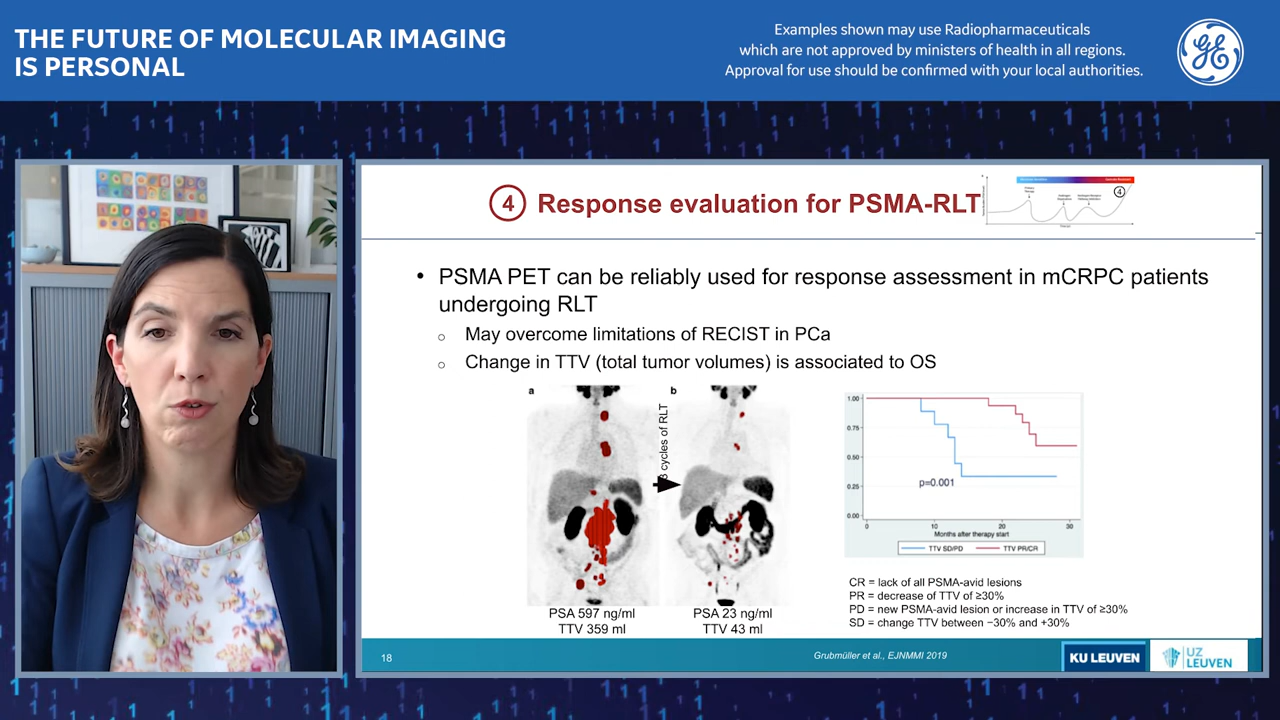 THE FUTURE OF MOLECULAR IMAGING
IS PERSONAL
Examples shown may use Radiopharmaceuticals
which are not approved by ministers of health in all regions.
Approval for use should be confirmed with your local authorities.
GE
4 Response evaluation for PSMA-RLT
4
• PSMA PET can be reliably used for response assessment in mCRPC patients
undergoing RLT
○ May overcome limitations of RECIST in PCa
○ Change in TTV (total tumor volumes) is associated to OS
a
b
3 cycles of RLT
PSA 597 ng/ml
TTV 359 ml
PSA 23 ng/ml
TTV 43 ml
1.00
0.75
0.50
0.25
0.00
p=0.001
0 10 20 30
Months after therapy start
TTV SD/PD TTV PR/CR
CR = lack of all PSMA-avid lesions
PR = decrease of TTV of ≥30%
PD = new PSMA-avid lesion or increase in TTV of ≥30%
SD = change TTV between −30% and +30%
18
Grubmüller et al., EJNMMI 2019
KU LEUVEN
UZ
LEUVEN